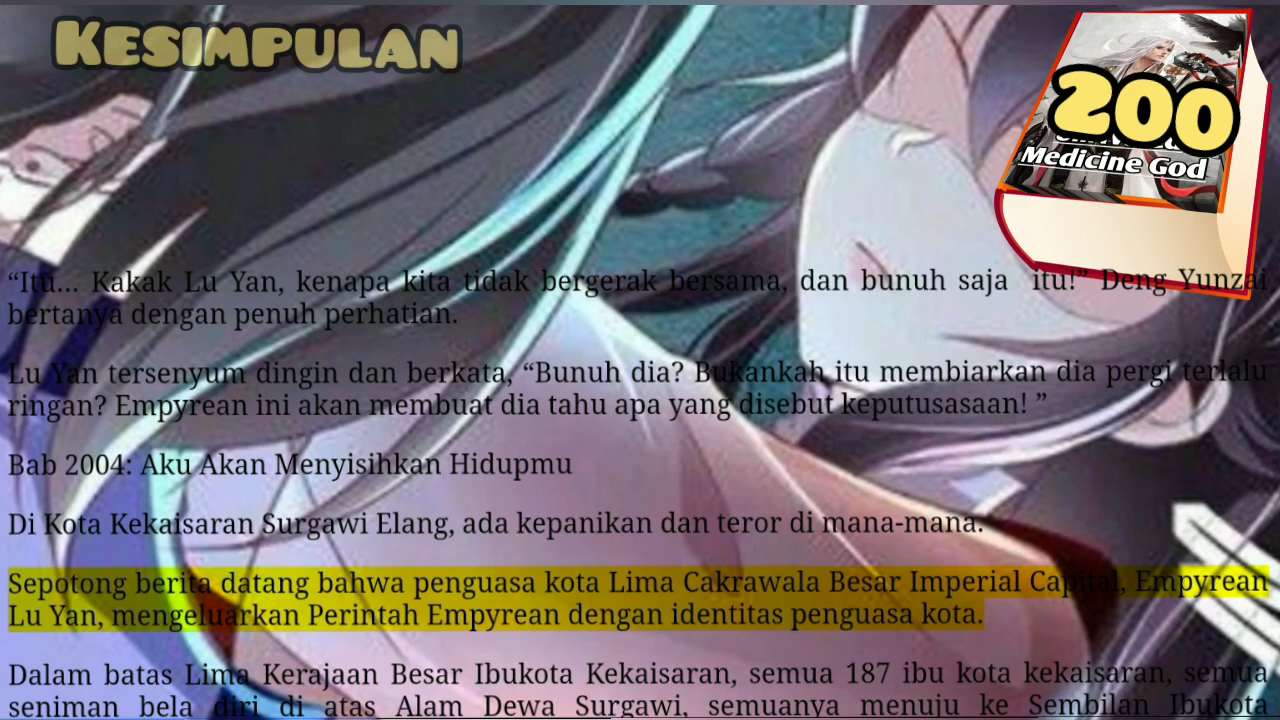 KESIMPULAN
200
Medicine God
“Itu... Kakak Lu Yan, kenapa kita tidak bergerak bersama, dan bunuh saja itu!” Deng Yunzai
bertanya dengan penuh perhatian.
Lu Yan tersenyum dingin dan berkata, “Bunuh dia? Bukankah itu membiarkan dia pergi terlalu
ringan? Empyrean ini akan membuat dia tahu apa yang disebut keputusasaan! ”
Bab 2004: Aku Akan Menyisihkan Hidupmu
Di Kota Kekaisaran Surgawi Elang, ada kepanikan dan teror di mana-mana.
Sepotong berita datang bahwa penguasa kota Lima Cakrawala Besar Imperial Capital, Empyrean
Lu Yan, mengeluarkan Perintah Empyrean dengan identitas penguasa kota.
Dalam batas Lima Kerajaan Besar Ibukota Kekaisaran, semua 187 ibu kota kekaisaran, semua
seniman bela diri di atas Alam Dewa Surgawi, semuanya menuju ke Sembilan Ibukota